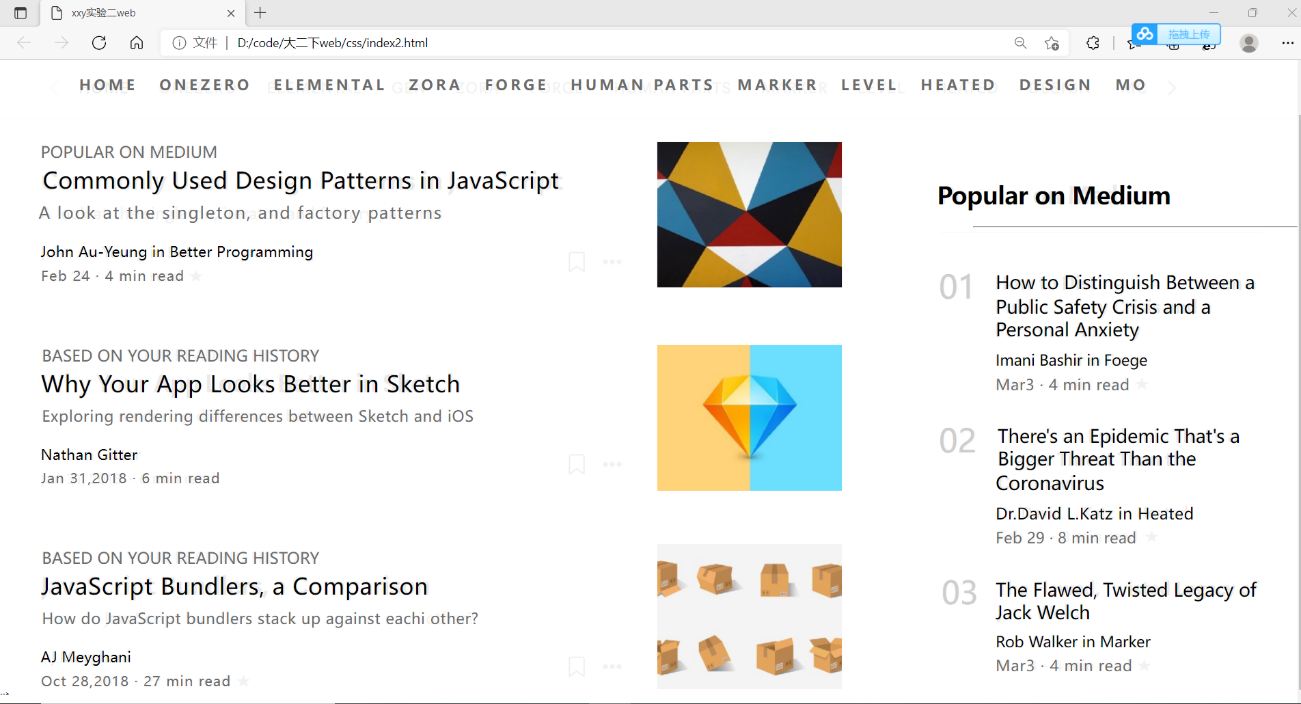 xxy实验二web
文件 | D:/code/大二下web/css/index2.html
拖拽上传
HOME ONEZERO ELEMENTAL ZORA FORGE HUMAN PARTS MARKER LEVEL HEATED DESIGN MO
POPULAR ON MEDIUM
Commonly Used Design Patterns in JavaScript
A look at the singleton, and factory patterns
John Au-Yeung in Better Programming
Feb 24 · 4 min read ★
BASED ON YOUR READING HISTORY
Why Your App Looks Better in Sketch
Exploring rendering differences between Sketch and iOS
Nathan Gitter
Jan 31,2018 · 6 min read
BASED ON YOUR READING HISTORY
JavaScript Bundlers, a Comparison
How do JavaScript bundlers stack up against eachi other?
AJ Meyghani
Oct 28,2018 · 27 min read ★
Popular on Medium
01
How to Distinguish Between a
Public Safety Crisis and a
Personal Anxiety
Imani Bashir in Foege
Mar3 · 4 min read ★
02
There's an Epidemic That's a
Bigger Threat Than the
Coronavirus
Dr.David L.Katz in Heated
Feb 29 · 8 min read ★
03
The Flawed, Twisted Legacy of
Jack Welch
Rob Walker in Marker
Mar3 · 4 min read ★